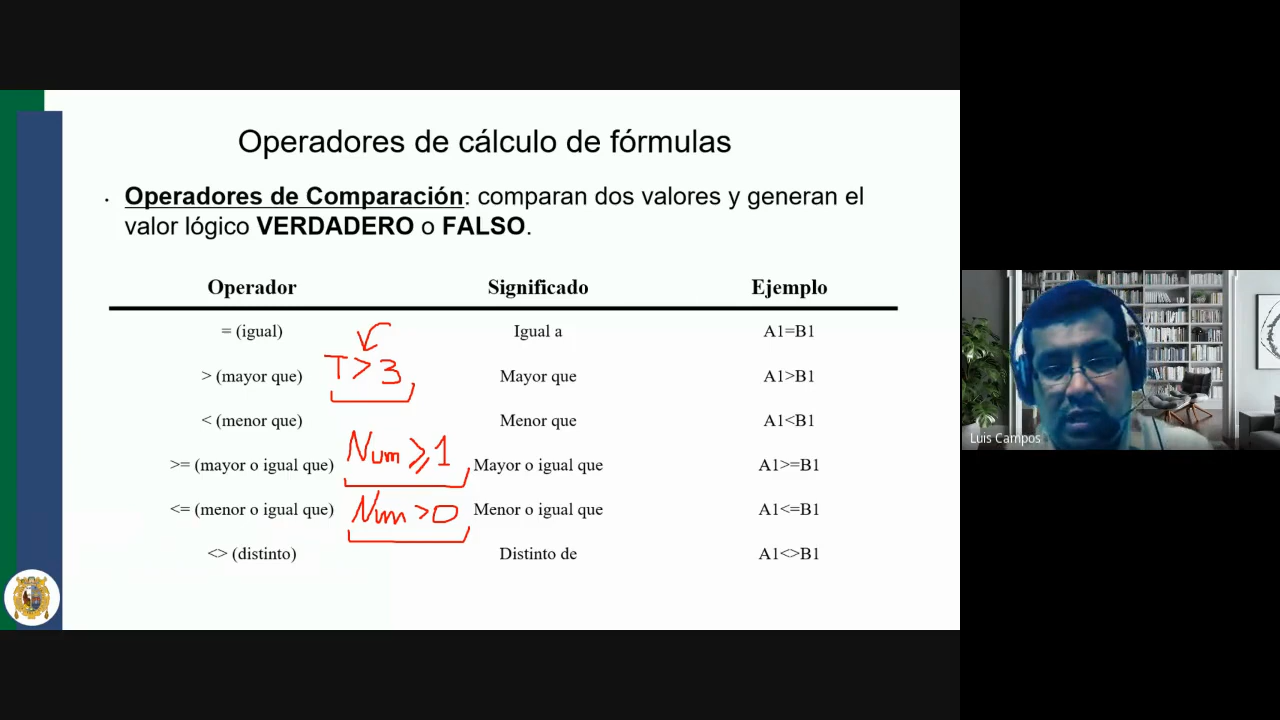 Operadores de cálculo de fórmulas
· Operadores de Comparación: comparan dos valores y generan el
valor lógico VERDADERO o FALSO.
Operador Significado Ejemplo
= (igual) Igual a A1=B1
T>3
> (mayor que) Mayor que A1>B1
< (menor que) Menor que A1<B1
Num ⩾ 1
>= (mayor o igual que) Mayor o igual que A1>=B1
<= (menor o igual que) Num >0 Menor o igual que A1<=B1
<> (distinto) Distinto de A1<>B1
Luis Campos